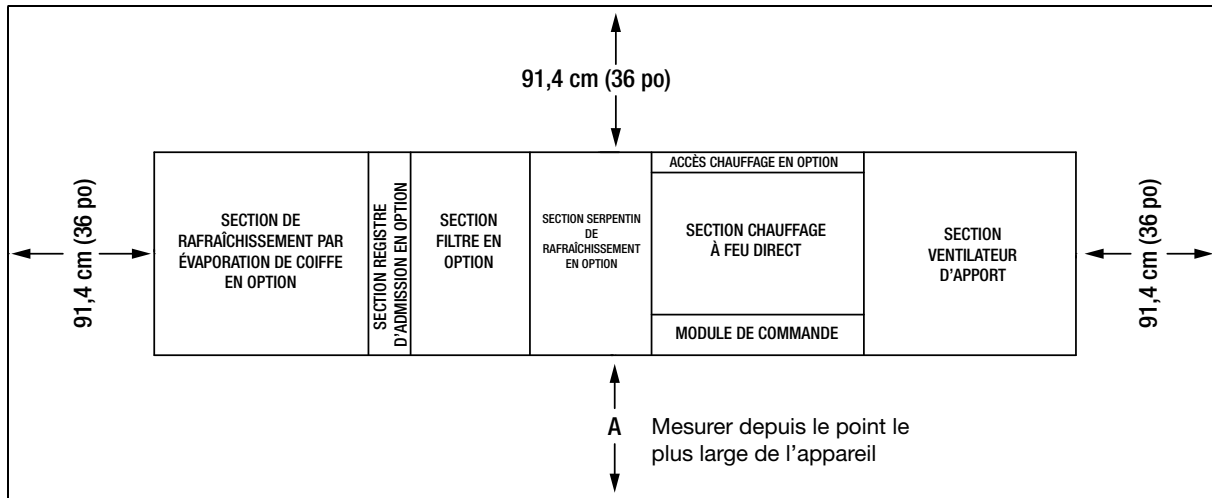 91,4 cm (36 po)
91,4 cm (36 po)
SECTION DE
RAFRAÎCHISSEMENT PAR
ÉVAPORATION DE COIFFE
EN OPTION
SECTION REGISTRE
D'ADMISSION EN OPTION
SECTION
FILTRE EN
OPTION
SECTION SERPENTIN
DE
RAFRAÎCHISSEMENT
EN OPTION
ACCÈS CHAUFFAGE EN OPTION
SECTION CHAUFFAGE
À FEU DIRECT
MODULE DE COMMANDE
SECTION
VENTILATEUR
D'APPORT
91,4 cm (36 po)
A
Mesurer depuis le point le
plus large de l'appareil